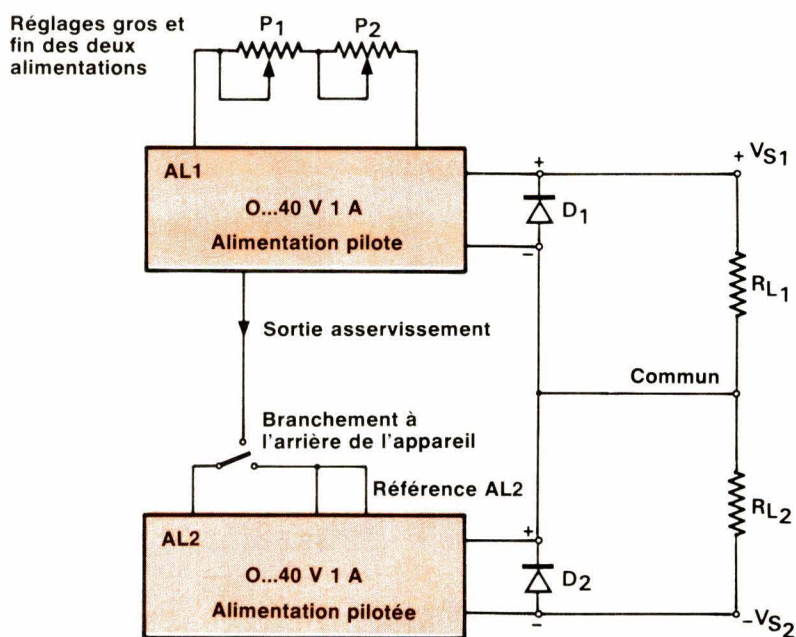 Réglages gros et
fin des deux
alimentations
P1
P2
AL1
O...40 V 1 A
Alimentation pilote
+
–
D1
+ VS1
RL1
Sortie asservissement
Commun
Branchement à
l'arrière de l'appareil
Référence AL2
RL2
AL2
O...40 V 1 A
Alimentation pilotée
+
–
D2
–VS2